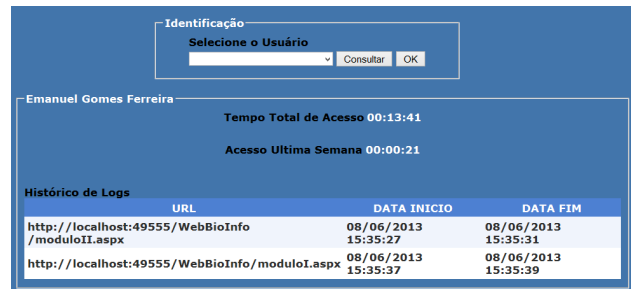 Identificação
Selecione o Usuário
Consultar OK
Emanuel Gomes Ferreira
Tempo Total de Acesso 00:13:41
Acesso Ultima Semana 00:00:21
Histórico de Logs
URL DATA INICIO DATA FIM
http://localhost:49555/WebBioInfo 08/06/2013 08/06/2013
/moduloII.aspx 15:35:27 15:35:31
http://localhost:49555/WebBioInfo/moduloI.aspx 08/06/2013 08/06/2013
15:35:37 15:35:39